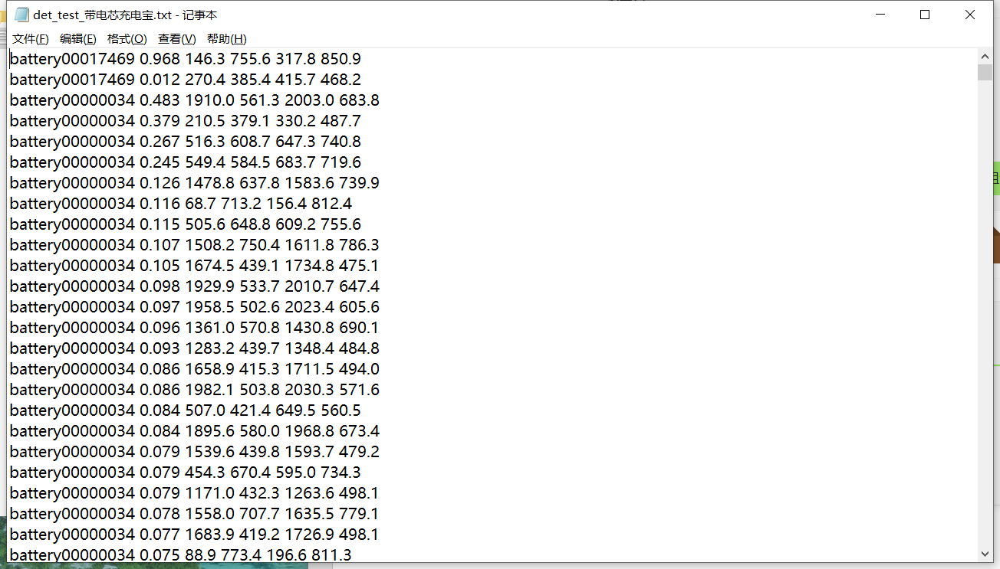 det_test_带电芯充电宝.txt - 记事本
文件(F) 编辑(E) 格式(O) 查看(V) 帮助(H)
battery00017469 0.968 146.3 755.6 317.8 850.9
battery00017469 0.012 270.4 385.4 415.7 468.2
battery00000034 0.483 1910.0 561.3 2003.0 683.8
battery00000034 0.379 210.5 379.1 330.2 487.7
battery00000034 0.267 516.3 608.7 647.3 740.8
battery00000034 0.245 549.4 584.5 683.7 719.6
battery00000034 0.126 1478.8 637.8 1583.6 739.9
battery00000034 0.116 68.7 713.2 156.4 812.4
battery00000034 0.115 505.6 648.8 609.2 755.6
battery00000034 0.107 1508.2 750.4 1611.8 786.3
battery00000034 0.105 1674.5 439.1 1734.8 475.1
battery00000034 0.098 1929.9 533.7 2010.7 647.4
battery00000034 0.097 1958.5 502.6 2023.4 605.6
battery00000034 0.096 1361.0 570.8 1430.8 690.1
battery00000034 0.093 1283.2 439.7 1348.4 484.8
battery00000034 0.086 1658.9 415.3 1711.5 494.0
battery00000034 0.086 1982.1 503.8 2030.3 571.6
battery00000034 0.084 507.0 421.4 649.5 560.5
battery00000034 0.084 1895.6 580.0 1968.8 673.4
battery00000034 0.079 1539.6 439.8 1593.7 479.2
battery00000034 0.079 454.3 670.4 595.0 734.3
battery00000034 0.079 1171.0 432.3 1263.6 498.1
battery00000034 0.078 1558.0 707.7 1635.5 779.1
battery00000034 0.077 1683.9 419.2 1726.9 498.1
battery00000034 0.075 88.9 773.4 196.6 811.3